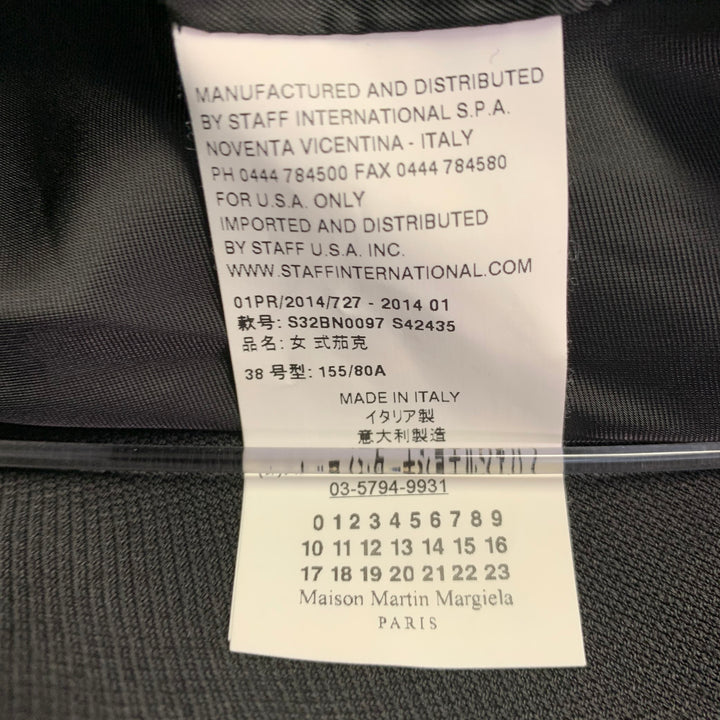 MANUFACTURED AND DISTRIBUTED
BY STAFF INTERNATIONAL S.P.A.
NOVENTA VICENTINA - ITALY
PH 0444 784500 FAX 0444 784580
FOR U.S.A. ONLY
IMPORTED AND DISTRIBUTED
BY STAFF U.S.A. INC.
WWW.STAFFINTERNATIONAL.COM
01PR/2014/727 - 2014 01
款号: S32BN0097 S42435
品名: 女 式茄克
38 号型: 155/80A
MADE IN ITALY
イタリア製
意大利製造
03-5794-9931
0 1 2 3 4 5 6 7 8 9
10 11 12 13 14 15 16
17 18 19 20 21 22 23
Maison Martin Margiela
PARIS